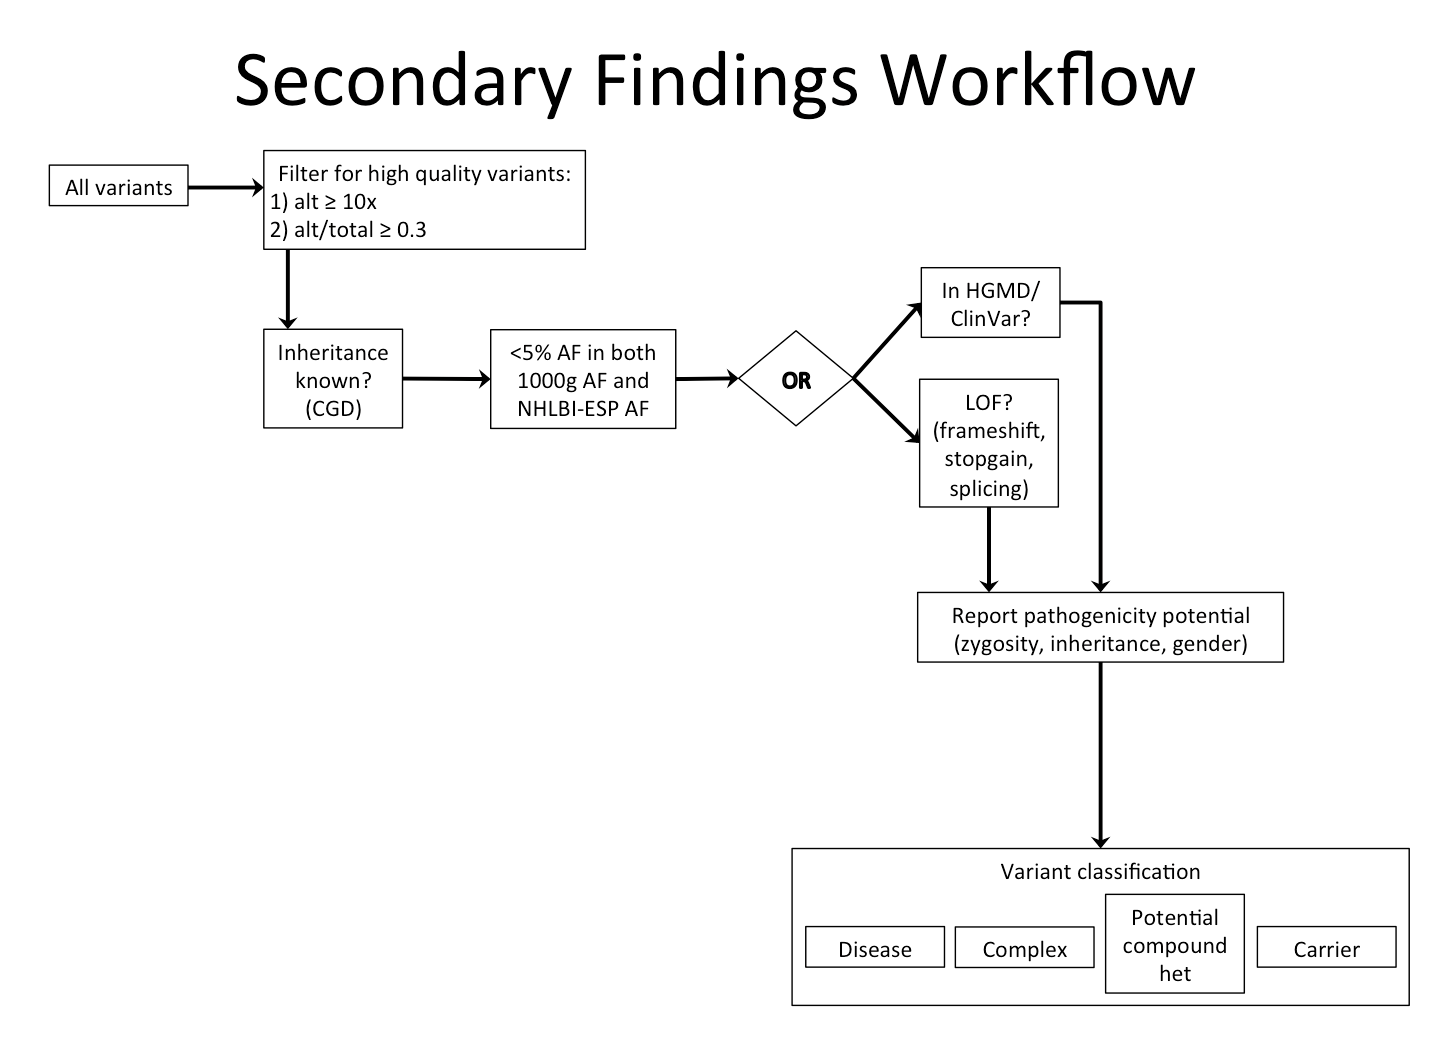 Secondary Findings Workflow
All variants
Filter for high quality variants:
1) alt ≥ 10x
2) alt/total ≥ 0.3
Inheritance
known?
(CGD)
<5% AF in both
1000g AF and
NHLBI-ESP AF
OR
In HGMD/
ClinVar?
LOF?
(frameshift,
stopgain,
splicing)
Report pathogenicity potential
(zygosity, inheritance, gender)
Variant classification
Disease
Complex
Potential
compound
het
Carrier